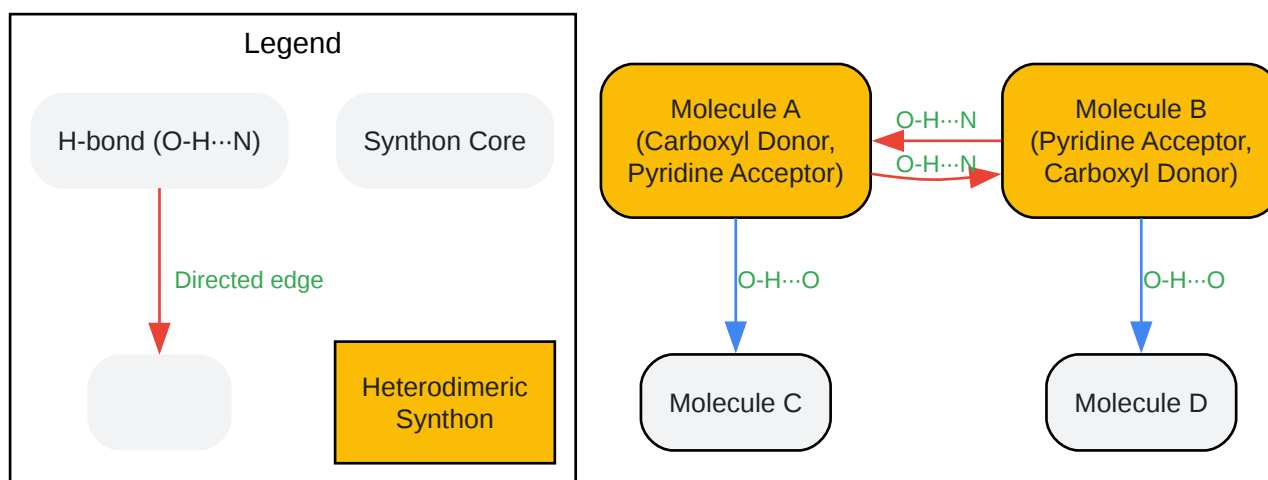 Legend
H-bond (O-H···N)
Synthon Core
Directed edge
Heterodimeric
Synthon
Molecule A
(Carboxyl Donor,
Pyridine Acceptor)
O-H···N
O-H···N
Molecule B
(Pyridine Acceptor,
Carboxyl Donor)
O-H···O
O-H···O
Molecule C
Molecule D